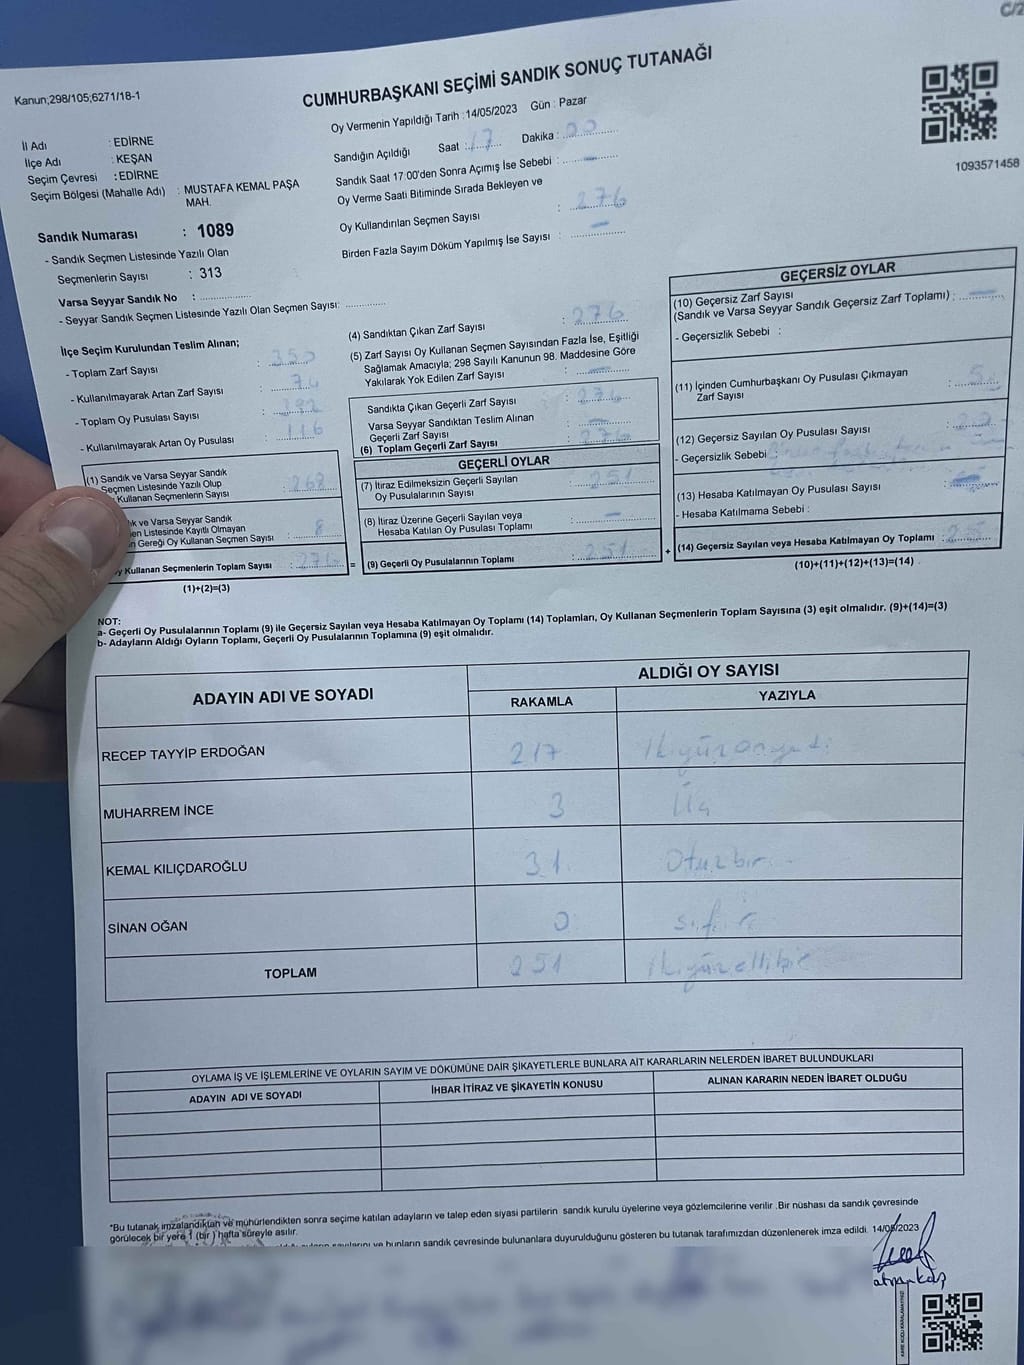 C/2
Kanun;298/105;6271/18-1
CUMHURBAŞKANI SEÇİMİ SANDIK SONUÇ TUTANAĞI
Oy Vermenin Yapıldığı Tarih : 14/05/2023 Gün : Pazar
1093571458
İl Adı : EDİRNE
İlçe Adı : KEŞAN
Seçim Çevresi : EDİRNE
Seçim Bölgesi (Mahalle Adı) : MUSTAFA KEMAL PAŞA
MAH.
Sandık Numarası : 1089
- Sandık Seçmen Listesinde Yazılı Olan
Seçmenlerin Sayısı : 313
Varsa Seyyar Sandık No :
- Seyyar Sandık Seçmen Listesinde Yazılı Olan Seçmen Sayısı:
Sandığın Açıldığı Saat : 17 Dakika : 00
Sandık Saat 17:00'den Sonra Açımış İse Sebebi : —
Oy Verme Saati Bitiminde Sırada Bekleyen ve
Oy Kullandırılan Seçmen Sayısı : 276
Birden Fazla Sayım Döküm Yapılmış İse Sayısı : —
İlçe Seçim Kurulundan Teslim Alınan;
- Toplam Zarf Sayısı : 350
- Kullanılmayarak Artan Zarf Sayısı : 74
- Toplam Oy Pusulası Sayısı :
- Kullanılmayarak Artan Oy Pusulası : 116
(1) Sandık ve Varsa Seyyar Sandık
Seçmen Listesinde Yazılı Olup
Kullanan Seçmenlerin Sayısı : 268
ve Varsa Seyyar Sandık
Listesinde Kayıtlı Olmayan
Gereği Oy Kullanan Seçmen Sayısı : 8
Kullanan Seçmenlerin Toplam Sayısı : 276 =
(1)+(2)=(3)
(4) Sandıktan Çıkan Zarf Sayısı : 276
(5) Zarf Sayısı Oy Kullanan Seçmen Sayısından Fazla İse, Eşitliği
Sağlamak Amacıyla; 298 Sayılı Kanunun 98. Maddesine Göre
Yakılarak Yok Edilen Zarf Sayısı : —
Sandıkta Çıkan Geçerli Zarf Sayısı : 276
Varsa Seyyar Sandıktan Teslim Alınan
Geçerli Zarf Sayısı : —
(6) Toplam Geçerli Zarf Sayısı : 276
GEÇERLİ OYLAR
(7) İtiraz Edilmeksizin Geçerli Sayılan
Oy Pusulalarının Sayısı : 251
(8) İtiraz Üzerine Geçerli Sayılan veya
Hesaba Katılan Oy Pusulası Toplamı : —
(9) Geçerli Oy Pusulalarının Toplamı : 251 +
GEÇERSİZ OYLAR
(10) Geçersiz Zarf Sayısı
(Sandık ve Varsa Seyyar Sandık Geçersiz Zarf Toplamı) : —
- Geçersizlik Sebebi :
(11) İçinden Cumhurbaşkanı Oy Pusulası Çıkmayan
Zarf Sayısı : 5
(12) Geçersiz Sayılan Oy Pusulası Sayısı : 20
- Geçersizlik Sebebi
(13) Hesaba Katılmayan Oy Pusulası Sayısı : —
- Hesaba Katılmama Sebebi :
(14) Geçersiz Sayılan veya Hesaba Katılmayan Oy Toplamı : 25
(10)+(11)+(12)+(13)=(14)
NOT:
a- Geçerli Oy Pusulalarının Toplamı (9) ile Geçersiz Sayılan veya Hesaba Katılmayan Oy Toplamı (14) Toplamları, Oy Kullanan Seçmenlerin Toplam Sayısına (3) eşit olmalıdır. (9)+(14)=(3)
b- Adayların Aldığı Oyların Toplamı, Geçerli Oy Pusulalarının Toplamına (9) eşit olmalıdır.
ADAYIN ADI VE SOYADI ALDIĞI OY SAYISI
RAKAMLA YAZIYLA
RECEP TAYYİP ERDOĞAN 217 ikiyüzonyedi
MUHARREM İNCE 3 Üç
KEMAL KILIÇDAROĞLU 31 Otuzbir
SİNAN OĞAN 0 sıfır
TOPLAM 251 ikiyüzellibir
OYLAMA İŞ VE İŞLEMLERİNE VE OYLARIN SAYIM VE DÖKÜMÜNE DAİR ŞİKAYETLERLE BUNLARA AİT KARARLARIN NELERDEN İBARET BULUNDUKLARI
ADAYIN ADI VE SOYADI İHBAR İTİRAZ VE ŞİKAYETİN KONUSU ALINAN KARARIN NEDEN İBARET OLDUĞU
*Bu tutanak imzalandıktan ve mühürlendikten sonra seçime katılan adayların ve talep eden siyasi partilerin sandık kurulu üyelerine veya gözlemcilerine verilir .Bir nüshası da sandık çevresinde
görülecek bir yere 1 (bir ) hafta süreyle asılır.
ve bunların sandık çevresinde bulunanlara duyurulduğunu gösteren bu tutanak tarafımızdan düzenlenerek imza edildi. 14/05/2023
KARE KODU KARALAMAYINIZ!